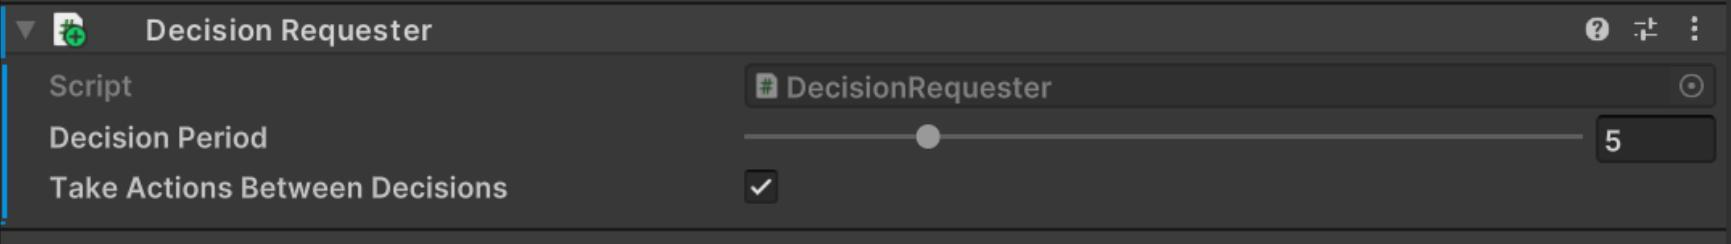 Decision Requester
Script DecisionRequester
Decision Period 5
Take Actions Between Decisions